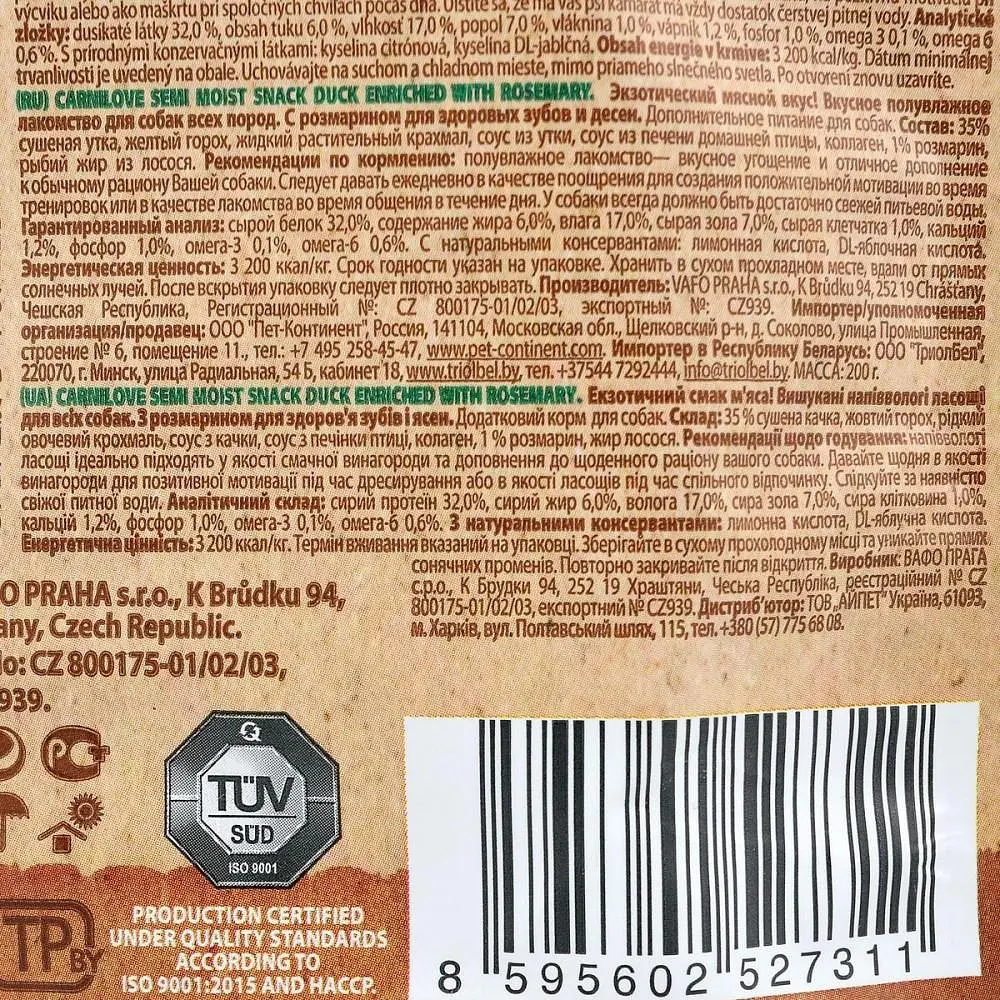 výcviku alebo ako maškrtu pri spoločných chvíľach počas dňa. Uistite sa, že má váš psí kamarát má vždy dostatok čerstvej pitnej vody. Analytické
zložky: dusíkaté látky 32,0 %, obsah tuku 6,0 %, vlhkosť 17,0 %, popol 7,0 %, vláknina 1,0 %, vápnik 1,2 %, fosfor 1,0 %, omega 3 0,1 %, omega 6
0,6%. S prírodnými konzervačnými látkami: kyselina citrónová, kyselina DL-jablčná. Obsah energie v krmive: 3 200 kcal/kg. Dátum minimálnej
trvanlivosti je uvedený na obale. Uchovávajte na suchom a chladnom mieste, mimo priameho slnečného svetla. Po otvorení znovu uzavrite.
(RU) CARNILOVE SEMI MOIST SNACK DUCK ENRICHED WITH ROSEMARY. Экзотический мясной вкус! Вкусное полувлажное
лакомство для собак всех пород. С розмарином для здоровых зубов и десен. Дополнительное питание для собак. Состав: 35%
сушеная утка, желтый горох, жидкий растительный крахмал, соус из утки, соус из печени домашней птицы, коллаген, 1% розмарин,
рыбий жир из лосося. Рекомендации по кормлению: полувлажное лакомство— вкусное угощение и отличное дополнение
к обычному рациону Вашей собаки. Следует давать ежедневно в качестве поощрения для создания положительной мотивации во время
тренировок или в качестве лакомства во время общения в течение дня. У собаки всегда должно быть достаточно свежей питьевой воды.
Гарантированный анализ: сырой белок 32,0%, содержание жира 6,0%, влага 17,0%, сырая зола 7,0%, сырая клетчатка 1,0%, кальций
1,2%, фосфор 1,0%, омега-3 0,1%, омега-6 0,6%. С натуральными консервантами: лимонная кислота, DL-яблочная кислота.
Энергетическая ценность: 3 200 ккал/кг. Срок годности указан на упаковке. Хранить в сухом прохладном месте, вдали от прямых
солнечных лучей. После вскрытия упаковку следует плотно закрывать. Производитель: VAFO PRAHA s.r.o., K Brůdku 94, 252 19 Chrášťany,
Чешская Республика, Регистрационный №: CZ 800175-01/02/03, экспортный №: CZ939. Импортер/уполномоченная
организация/продавец: ООО "Пет-Континент", Россия, 141104, Московская обл., Щелковский р-н, д. Соколово, улица Промышленная,
строение № 6, помещение 11., тел.: +7 495 258-45-47, www.pet-continent.com. Импортер в Республику Беларусь: ООО "ТриолБел",
220070, г. Минск, улица Радиальная, 54 Б, кабинет 18, www.triolbel.by, тел. +37544 7292444, info@triolbel.by. МАССА: 200 г.
(UA) CARNILOVE SEMI MOIST SNACK DUCK ENRICHED WITH ROSEMARY. Екзотичний смак м'яса! Вишукані напіввологі ласощі
для всіх собак. З розмарином для здоров'я зубів і ясен. Додатковий корм для собак. Склад: 35 % сушена качка, жовтий горох, рідкий
овочевий крохмаль, соус з качки, соус з печінки птиці, колаген, 1 % розмарин, жир лосося. Рекомендації щодо годування: напіввологі
ласощі ідеально підходять у якості смачної винагороди та доповнення до щоденного раціону вашого собаки. Давайте щодня в якості
винагороди для позитивної мотивації під час дресирування або в якості ласощів під час спільного відпочинку. Слідкуйте за наявністю
свіжої питної води. Аналітичний склад: сирий протеїн 32,0%, сирий жир 6,0%, волога 17,0%, сира зола 7,0%, сира клітковина 1,0%,
кальцій 1,2%, фосфор 1,0%, омега-3 0,1%, омега-6 0,6%. З натуральними консервантами: лимонна кислота, DL-яблучна кислота.
Енергетична цінність: 3 200 ккал/кг. Термін вживання вказаний на упаковці. Зберігайте в сухому прохолодному місці та уникайте прямих
сонячних променів. Повторно закривайте після відкриття. Виробник: ВАФО ПРАГА
с.р.о., К Брудки 94, 252 19 Храштяни, Чеська Республіка, реєстраційний № CZ
800175-01/02/03, експортний № CZ939. Дистриб'ютор: ТОВ „АЙПЕТ" Україна, 61093,
м. Харків, вул. Полтавський шлях, 115, тел. +380 (57) 775 68 08.
O PRAHA s.r.o., K Brůdku 94,
any, Czech Republic.
lo: CZ 800175-01/02/03,
939.
Q
TÜV
SÜD
ISO 9001
TP BY
PRODUCTION CERTIFIED
UNDER QUALITY STANDARDS
ACCORDING TO
ISO 9001:2015 AND HACCP.
8 595602 527311